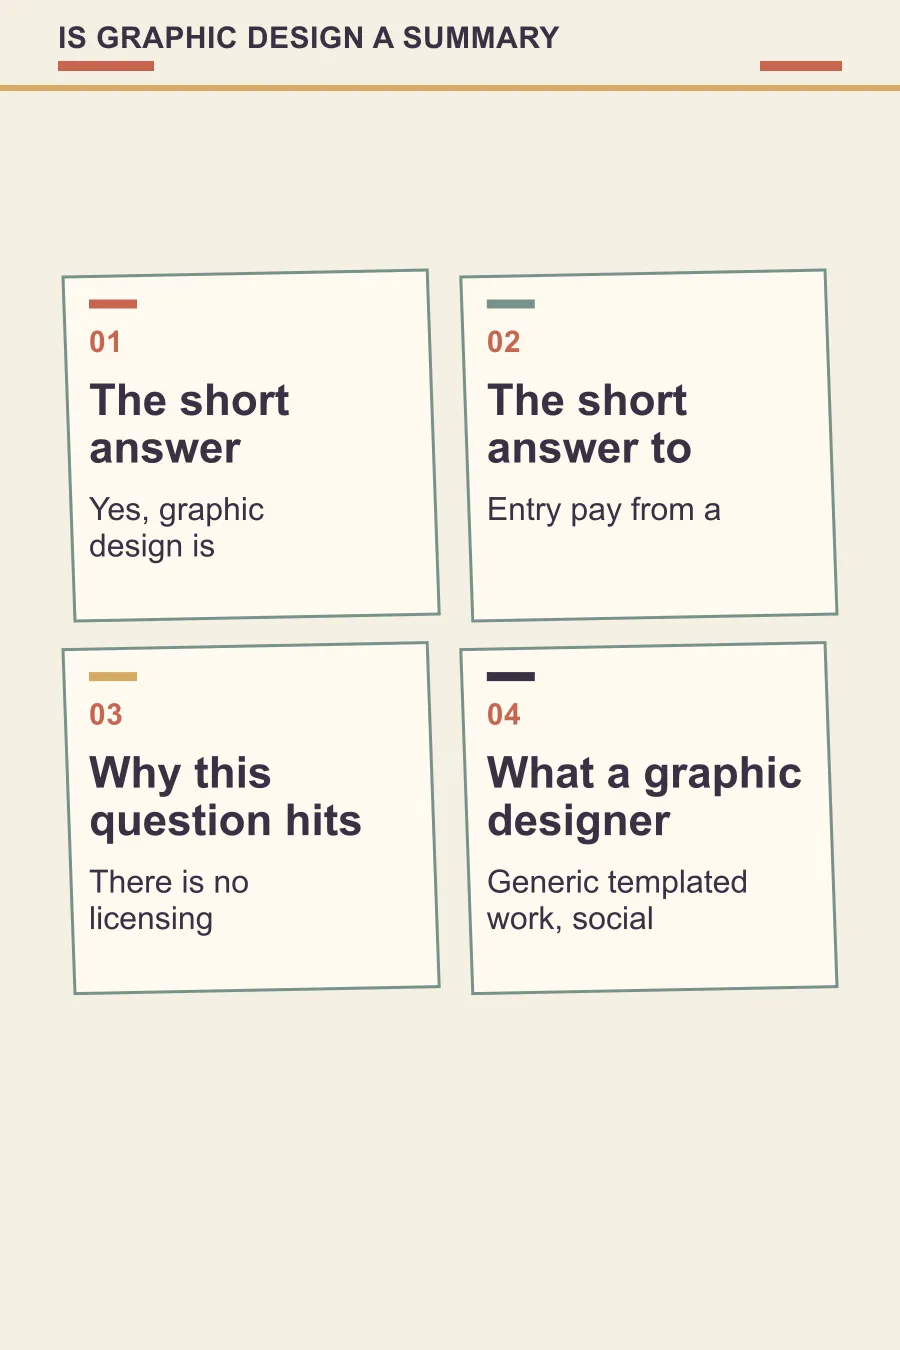 IS GRAPHIC DESIGN A SUMMARY
01
The short
answer
Yes, graphic
design is
02
The short
answer to
Entry pay from a
03
Why this
question hits
There is no
licensing
04
What a graphic
designer
Generic templated
work, social